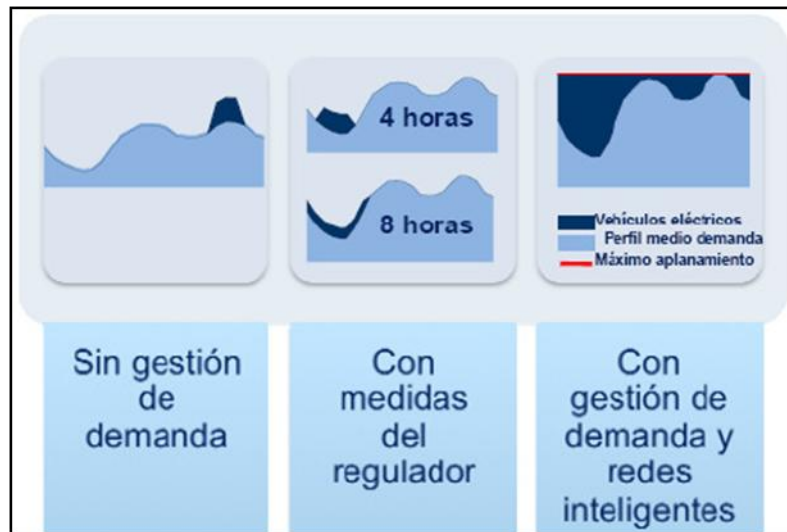 4 horas
8 horas
Vehículos eléctricos
Perfil medio demanda
Máximo aplanamiento
Sin gestión
de
demanda
Con
medidas
del
regulador
Con
gestión de
demanda y
redes
inteligentes